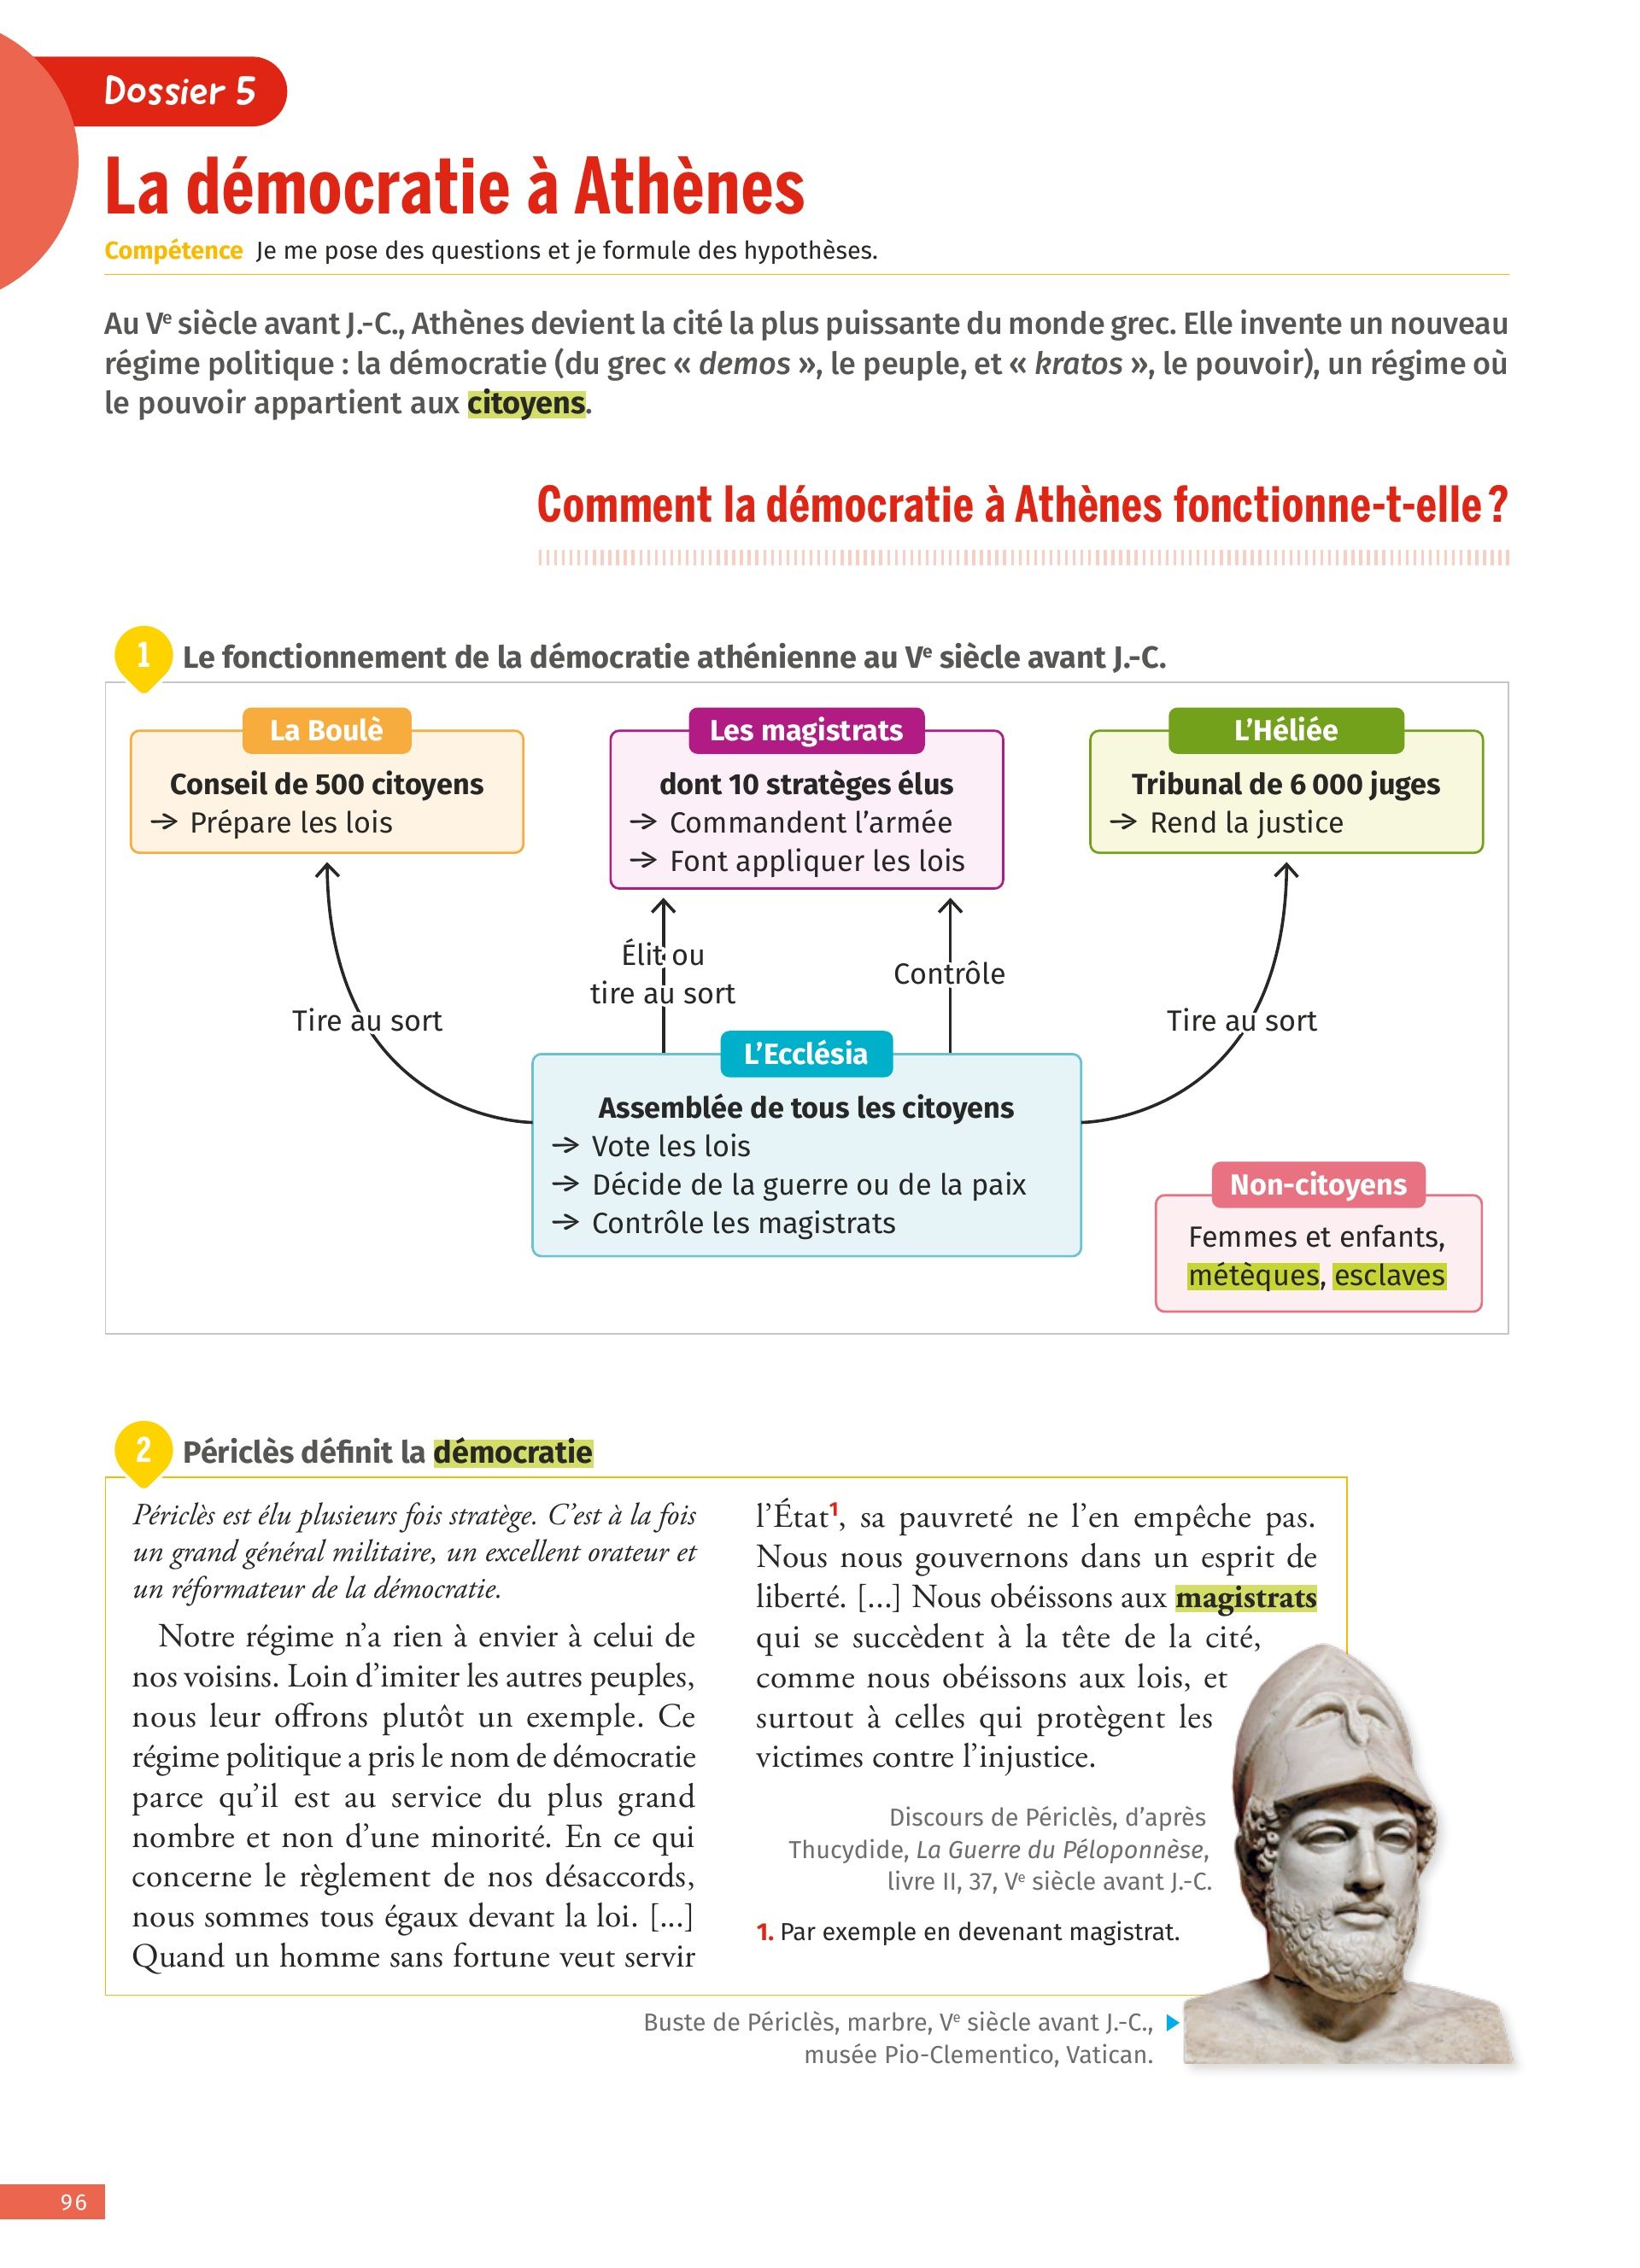 Dossier 5
La démocratie à Athènes
Compétence Je me pose des questions et je formule des hypothèses.
Au Ve siècle avant J.-C., Athènes devient la cité la plus puissante du monde grec. Elle invente un nouveau
régime politique : la démocratie (du grec « demos », le peuple, et « kratos », le pouvoir), un régime où
le pouvoir appartient aux citoyens.
Comment la démocratie à Athènes fonctionne-t-elle ?
1 Le fonctionnement de la démocratie athénienne au Ve siècle avant J.-C.
La Boulè
Conseil de 500 citoyens
→ Prépare les lois
Les magistrats
dont 10 stratèges élus
→ Commandent l'armée
→ Font appliquer les lois
L'Héliée
Tribunal de 6 000 juges
→ Rend la justice
Tire au sort
Élit ou
tire au sort
Contrôle
Tire au sort
L'Ecclésia
Assemblée de tous les citoyens
→ Vote les lois
→ Décide de la guerre ou de la paix
→ Contrôle les magistrats
Non-citoyens
Femmes et enfants,
métèques, esclaves
2 Périclès définit la démocratie
Périclès est élu plusieurs fois stratège. C'est à la fois
un grand général militaire, un excellent orateur et
un réformateur de la démocratie.
Notre régime n'a rien à envier à celui de
nos voisins. Loin d'imiter les autres peuples,
nous leur offrons plutôt un exemple. Ce
régime politique a pris le nom de démocratie
parce qu'il est au service du plus grand
nombre et non d'une minorité. En ce qui
concerne le règlement de nos désaccords,
nous sommes tous égaux devant la loi. [...]
Quand un homme sans fortune veut servir
l'État1, sa pauvreté ne l'en empêche pas.
Nous nous gouvernons dans un esprit de
liberté. [...] Nous obéissons aux magistrats
qui se succèdent à la tête de la cité,
comme nous obéissons aux lois, et
surtout à celles qui protègent les
victimes contre l'injustice.
Discours de Périclès, d'après
Thucydide, La Guerre du Péloponnèse,
livre II, 37, Ve siècle avant J.-C.
1. Par exemple en devenant magistrat.
Buste de Périclès, marbre, Ve siècle avant J.-C.,
musée Pio-Clementico, Vatican.
96